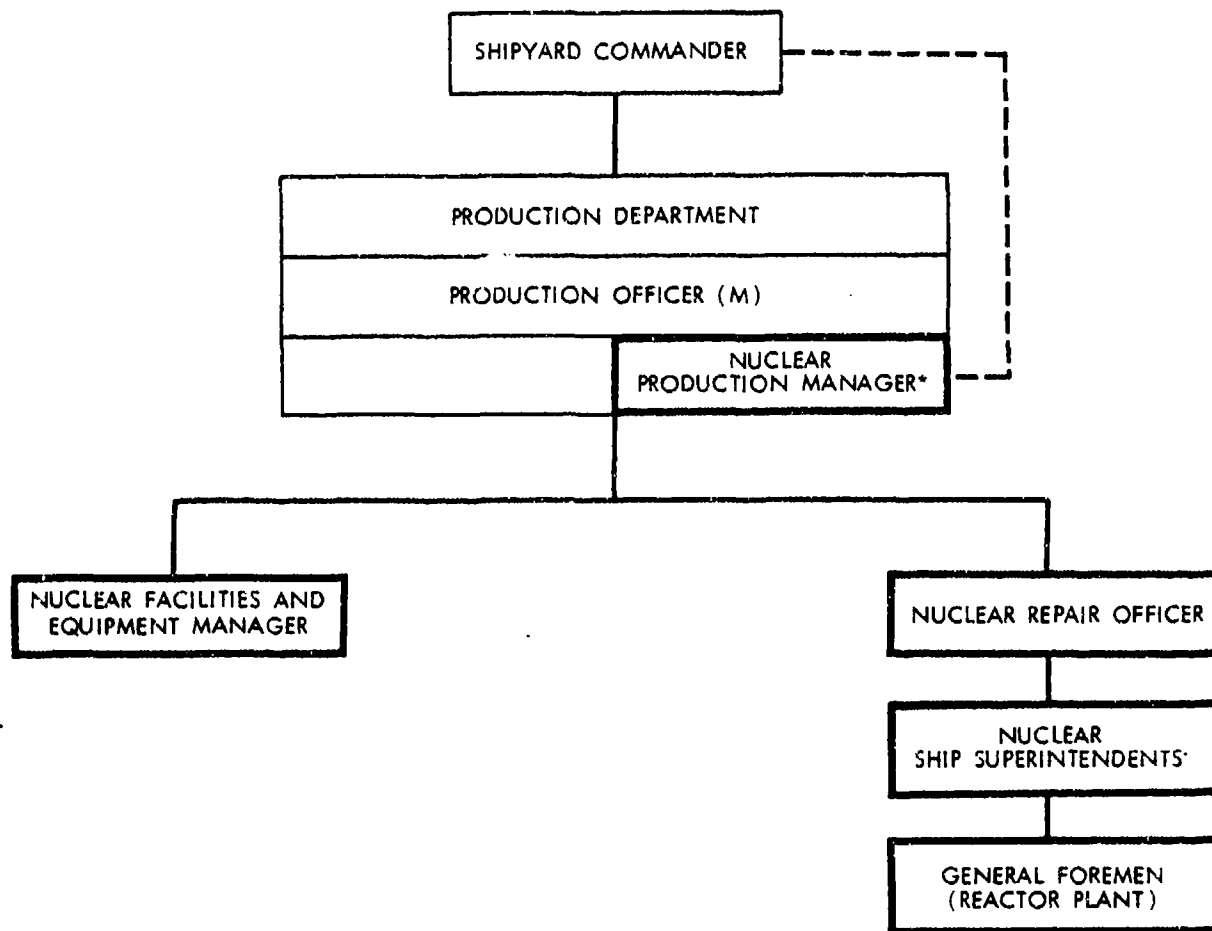 SHIPYARD COMMANDER
PRODUCTION DEPARTMENT
PRODUCTION OFFICER (M)
NUCLEAR
PRODUCTION MANAGER*
NUCLEAR FACILITIES AND
EQUIPMENT MANAGER
NUCLEAR REPAIR OFFICER
NUCLEAR
SHIP SUPERINTENDENTS
GENERAL FOREMEN
(REACTOR PLANT)